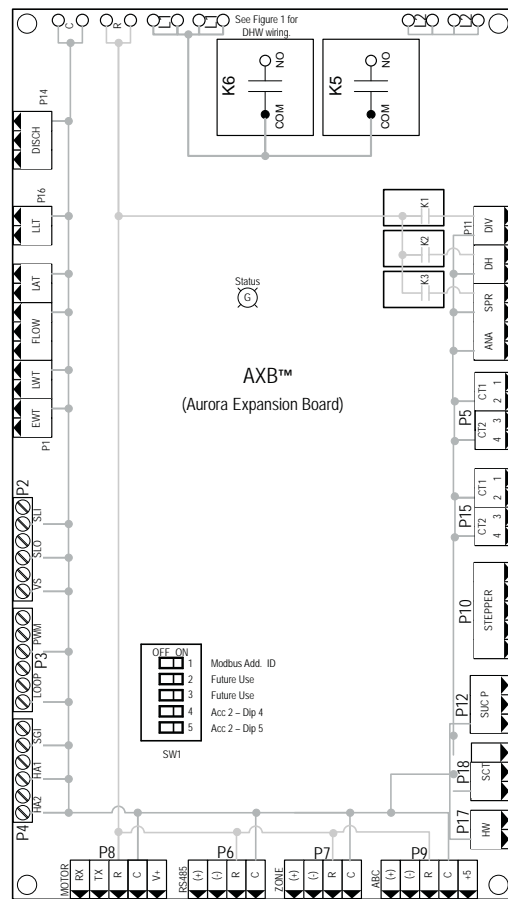 C
R
L1
L1
See Figure 1 for
DHW wiring.
L2
L2
K6
NO
COM
K5
NO
COM
P14
DISCH
P16
LLT
LAT
FLOW
LWT
EWT
P1
K1
K2
K3
P11
DIV
DH
SPR
ANA
Status
G
AXB™
(Aurora Expansion Board)
CT1
1
2
P5
CT2
3
4
CT1
1
2
P15
CT2
3
4
P10
STEPPER
P2
SLI
SLO
VS
PWM
P3
LOOP
P4
SGI
HA1
HA2
OFF ON
1 Modbus Add. ID
2 Future Use
3 Future Use
4 Acc 2 – Dip 4
5 Acc 2 – Dip 5
SW1
P12
SUC P
P18
SCT
P17
HW
P8
MOTOR
RX
TX
R
C
V+
P6
RS485
(+)
(-)
R
C
P7
ZONE
(+)
(-)
R
C
P9
ABC
(+)
(-)
R
C
+5